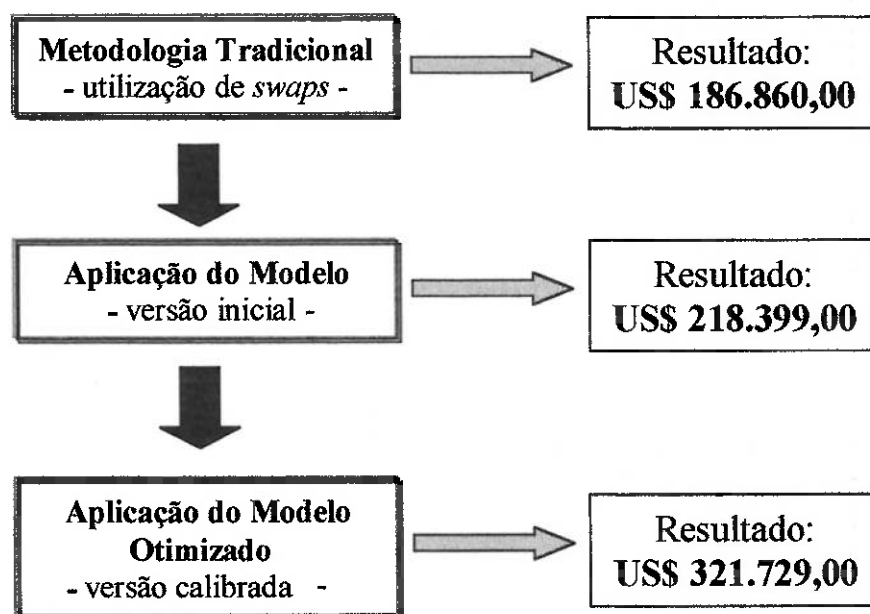 Metodologia Tradicional
- utilização de swaps -
Resultado:
US$ 186.860,00
Aplicação do Modelo
- versão inicial -
Resultado:
US$ 218.399,00
Aplicação do Modelo
Otimizado
- versão calibrada -
Resultado:
US$ 321.729,00